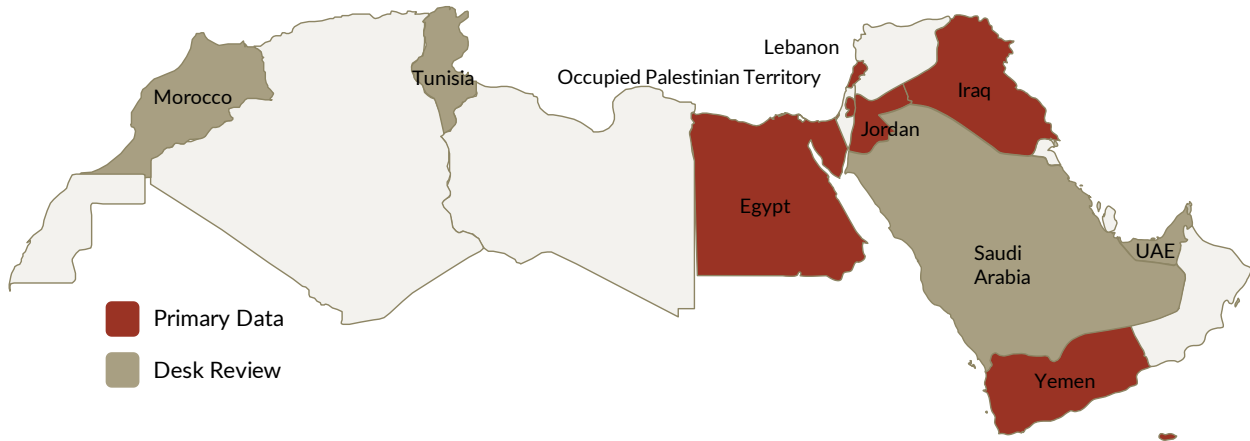 Lebanon
Occupied Palestinian Territory
Tunisia
Morocco
Iraq
Jordan
Egypt
UAE
Saudi
Arabia
Primary Data
Desk Review
Yemen